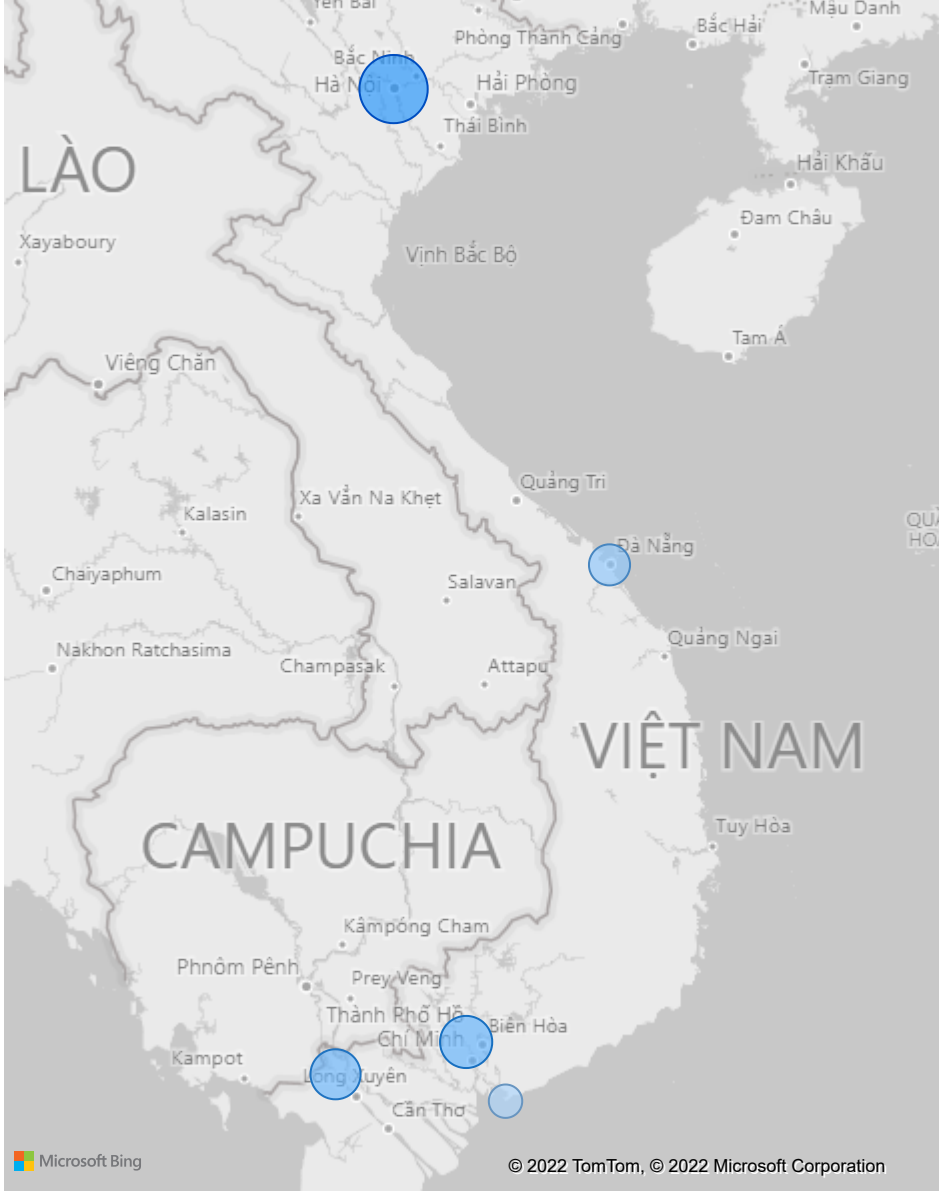 Yên Bái
Mậu Danh
Bắc Hải
Phòng Thành Cảng
Bắc Ninh
Hà Nội
Hải Phòng
Trạm Giang
Thái Bình
LÀO
Hải Khẩu
Đam Châu
Xayaboury
Vịnh Bắc Bộ
Tam Á
Viêng Chăn
Quảng Tri
Xa Vẳn Na Khẹt
Kalasin
QUẦ
HOÀ
Đà Nẵng
Chaiyaphum
Salavan
Quảng Ngai
Nakhon Ratchasima
Champasak
Attapu
VIỆT NAM
Tuy Hòa
CAMPUCHIA
Kâmpóng Cham
Phnôm Pênh
Prey Veng
Thành Phố Hồ
Chí Minh
Biên Hòa
Kampot
Long Xuyên
Cần Thơ
Microsoft Bing
© 2022 TomTom, © 2022 Microsoft Corporation